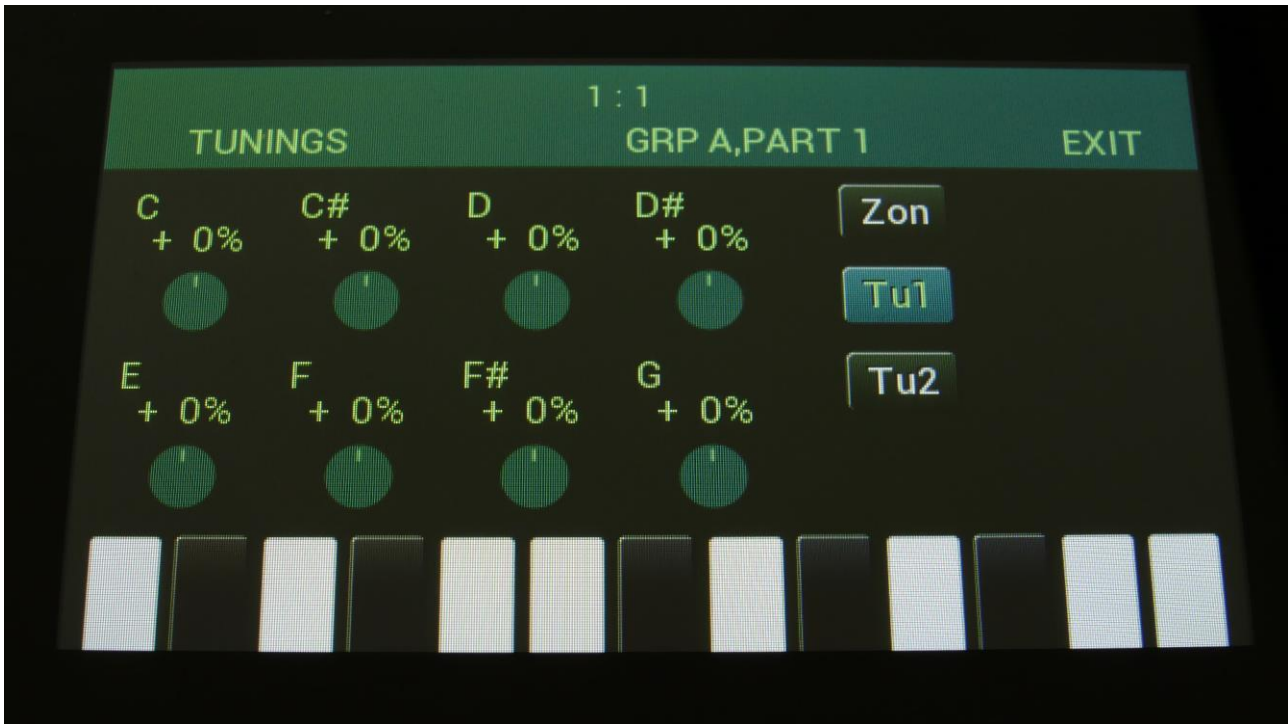 1 : 1
TUNINGS GRP A,PART 1 EXIT
C C# D D# Zon
+ 0% + 0% + 0% + 0%
Tu1
E F F# G Tu2
+ 0% + 0% + 0% + 0%